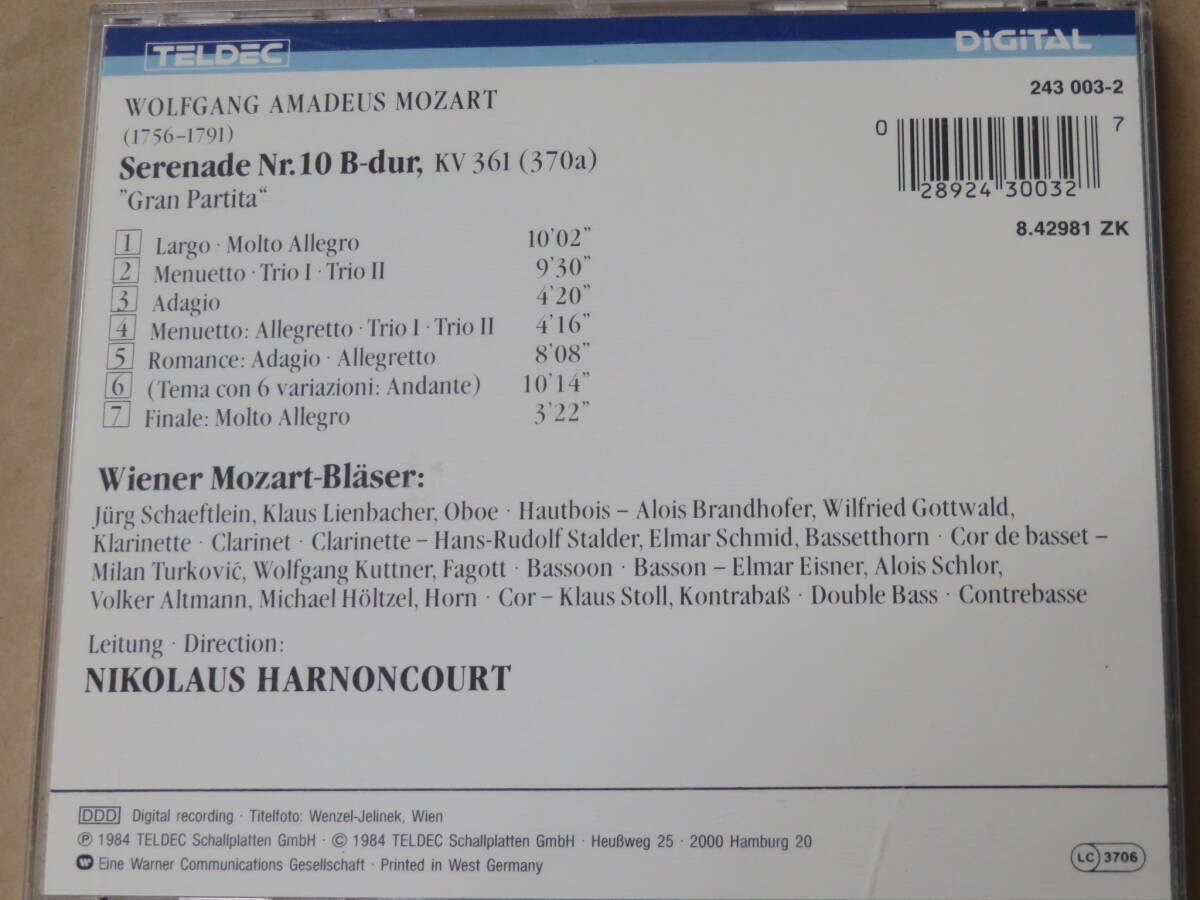 TELDEC
DiGiTAL
WOLFGANG AMADEUS MOZART
(1756–1791)
Serenade Nr. 10 B-dur, KV 361 (370a)
”Gran Partita“
243 003-2
0 28924 30032 7
8.42981 ZK
1 Largo · Molto Allegro 10’02”
2 Menuetto · Trio I · Trio II 9’30”
3 Adagio 4’20”
4 Menuetto: Allegretto · Trio I · Trio II 4’16”
5 Romance: Adagio · Allegretto 8’08”
6 (Tema con 6 variazioni: Andante) 10’14”
7 Finale: Molto Allegro 3’22”
Wiener Mozart-Bläser:
Jürg Schaeftlein, Klaus Lienbacher, Oboe · Hautbois – Alois Brandhofer, Wilfried Gottwald,
Klarinette · Clarinet · Clarinette – Hans-Rudolf Stalder, Elmar Schmid, Bassetthorn · Cor de basset –
Milan Turković, Wolfgang Kuttner, Fagott · Bassoon · Basson – Elmar Eisner, Alois Schlor,
Volker Altmann, Michael Höltzel, Horn · Cor – Klaus Stoll, Kontrabaß · Double Bass · Contrebasse
Leitung · Direction:
NIKOLAUS HARNONCOURT
DDD Digital recording · Titelfoto: Wenzel-Jelinek, Wien
℗ 1984 TELDEC Schallplatten GmbH · © 1984 TELDEC Schallplatten GmbH · Heußweg 25 · 2000 Hamburg 20
Eine Warner Communications Gesellschaft · Printed in West Germany
LC 3706